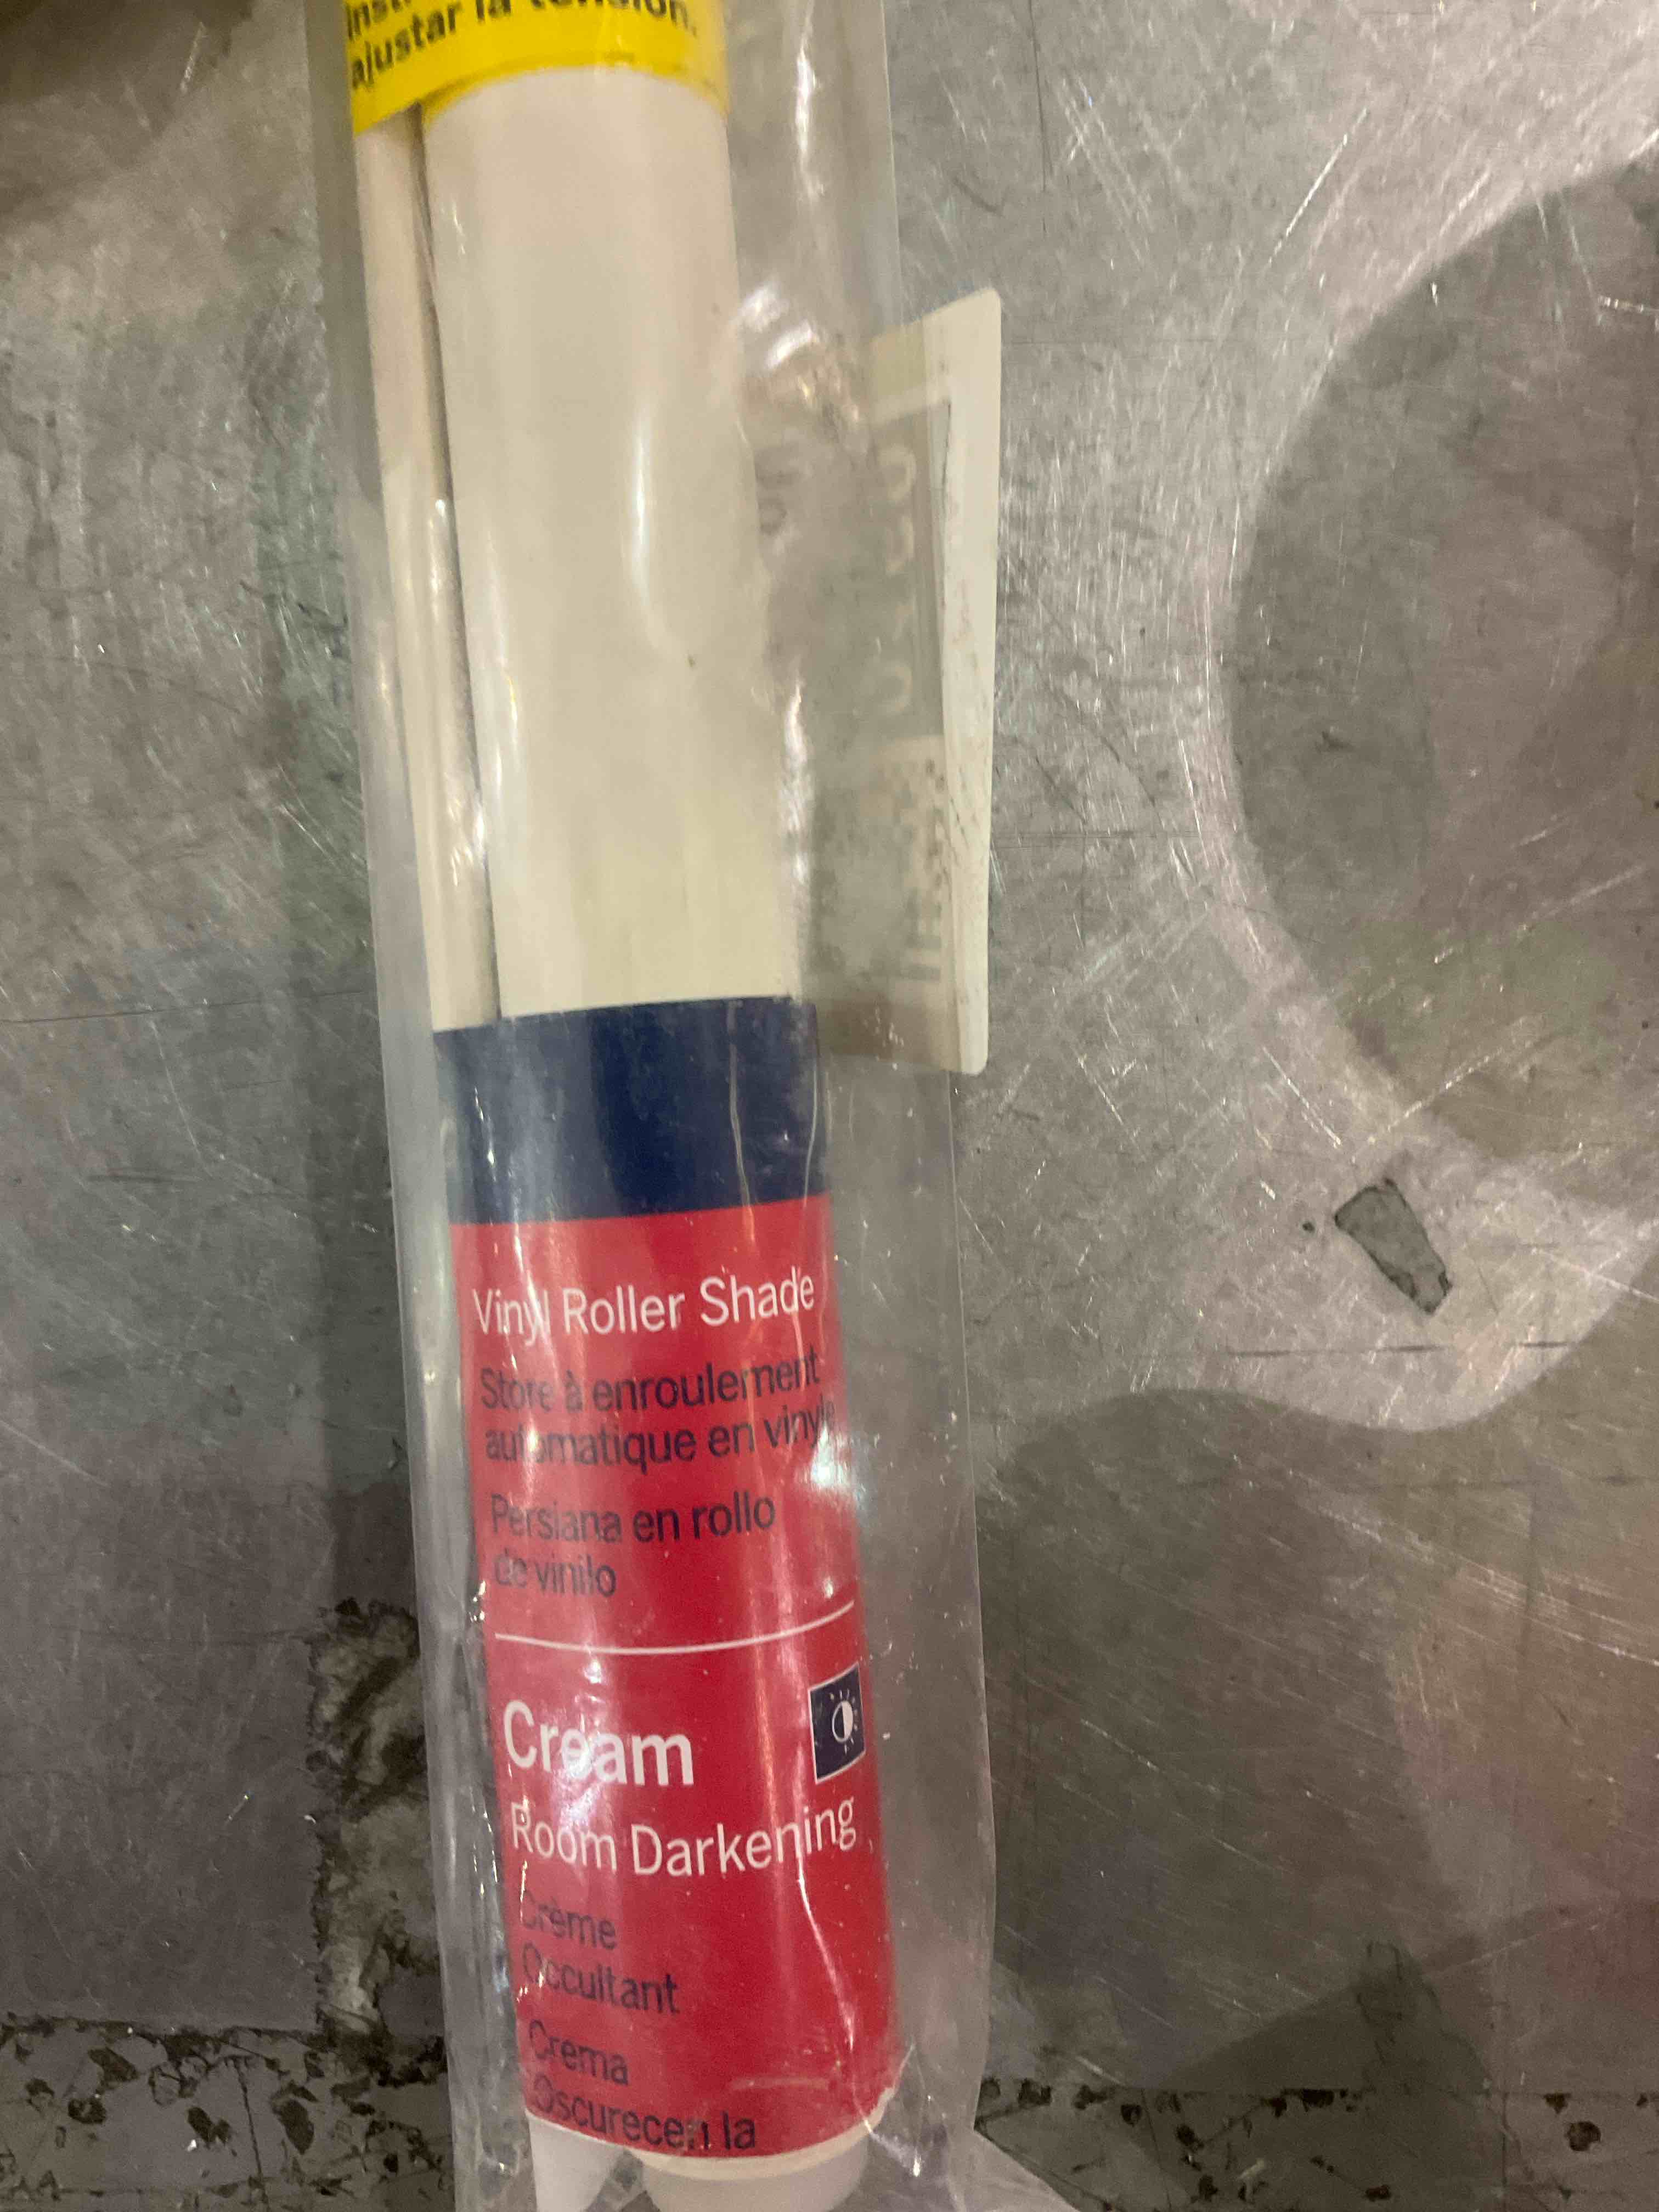 ajustar la tensión.
Vinyl Roller Shade
Store à enroulement
automatique en vinyle
Persiana en rollo
de vinilo
Cream
Room Darkening
Crème
Occultant
Crema
Oscurecen la